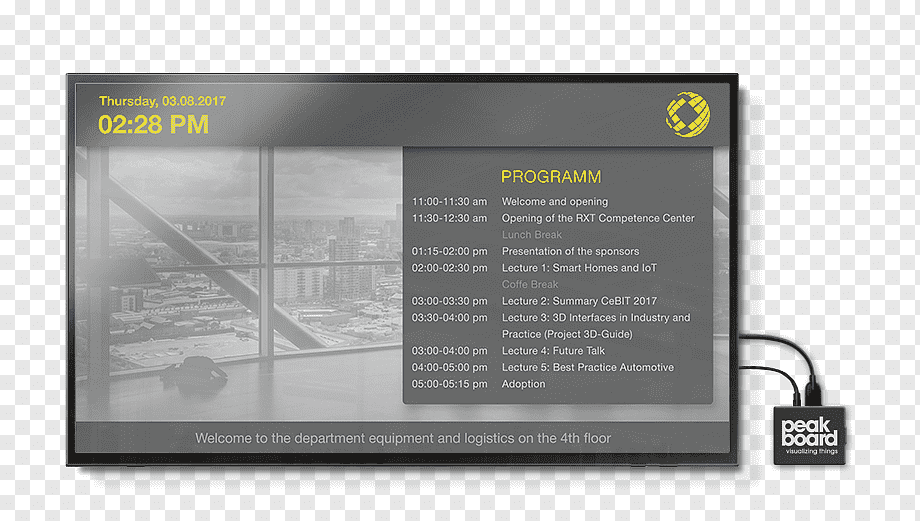 Thursday, 03.08.2017
02:28 PM
PROGRAMM
11:00-11:30 am Welcome and opening
11:30-12:30 am Opening of the RXT Competence Center
Lunch Break
01:15-02:00 pm Presentation of the sponsors
02:00-02:30 pm Lecture 1: Smart Homes and IoT
Coffe Break
03:00-03:30 pm Lecture 2: Summary CeBIT 2017
03:30-04:00 pm Lecture 3: 3D Interfaces in Industry and
Practice (Project 3D-Guide)
03:00-04:00 pm Lecture 4: Future Talk
04:00-05:00 pm Lecture 5: Best Practice Automotive
05:00-05:15 pm Adoption
Welcome to the department equipment and logistics on the 4th floor
peak
board
visualizing things